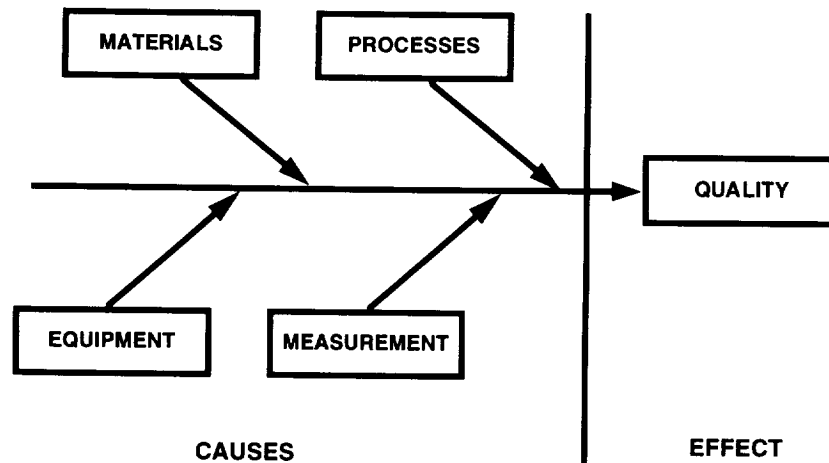 MATERIALS
PROCESSES
QUALITY
EQUIPMENT
MEASUREMENT
CAUSES
EFFECT